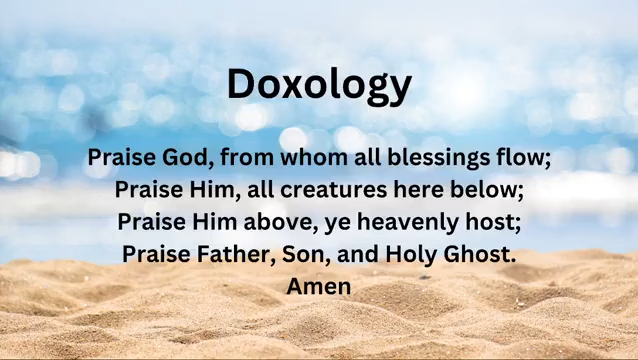 Doxology
Praise God, from whom all blessings flow;
Praise Him, all creatures here below;
Praise Him above, ye heavenly host;
Praise Father, Son, and Holy Ghost.
Amen